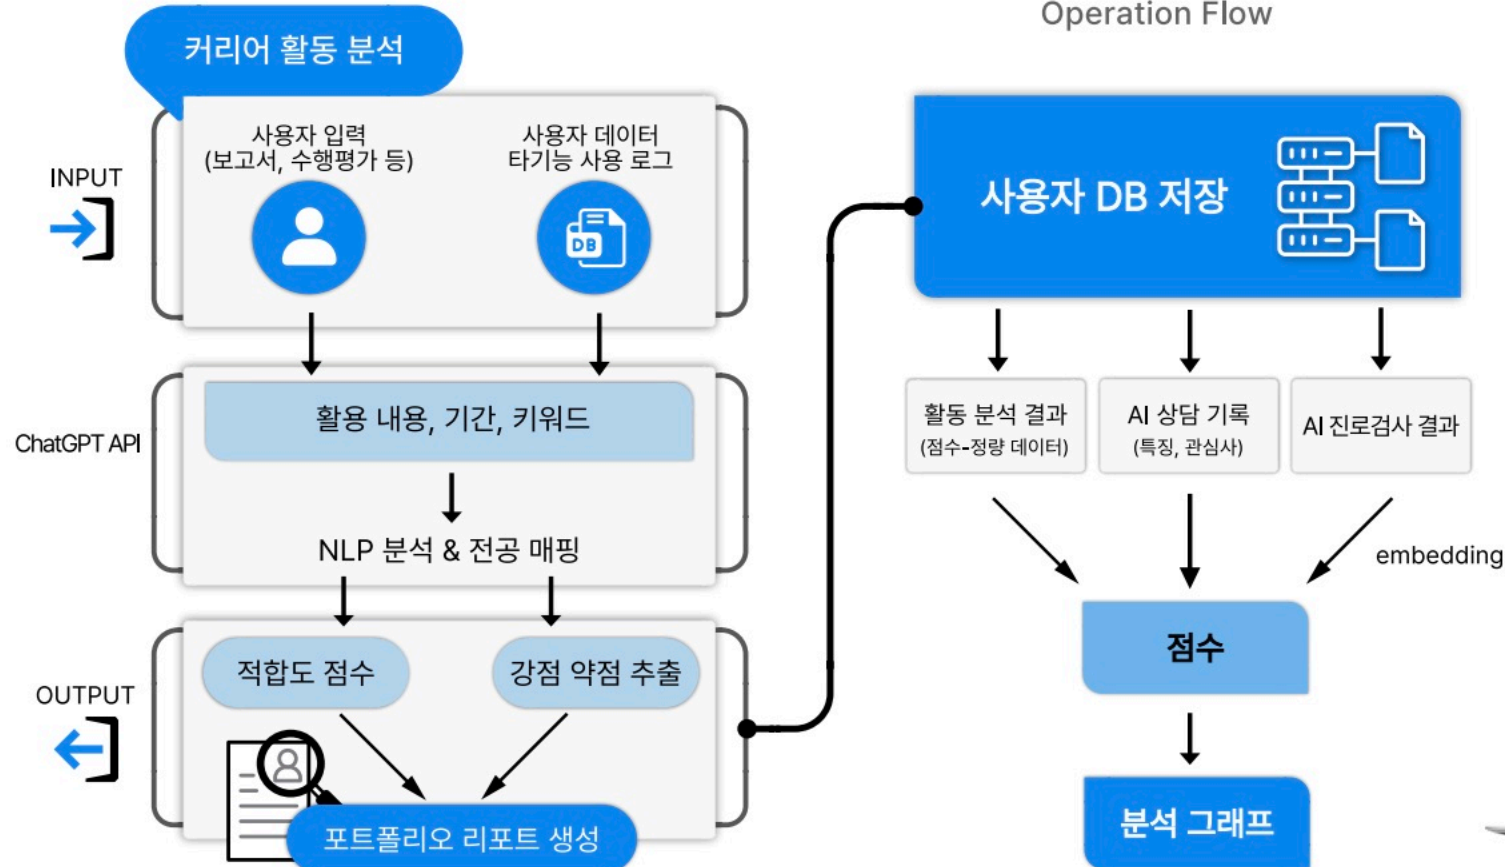 Operation Flow
커리어 활동 분석
INPUT
사용자 입력
(보고서, 수행평가 등)
사용자 데이터
타기능 사용 로그
DB
ChatGPT API
활용 내용, 기간, 키워드
NLP 분석 & 전공 매핑
OUTPUT
적합도 점수
강점 약점 추출
포트폴리오 리포트 생성
사용자 DB 저장
활동 분석 결과
(점수-정량 데이터)
AI 상담 기록
(특징, 관심사)
AI 진로검사 결과
embedding
점수
분석 그래프